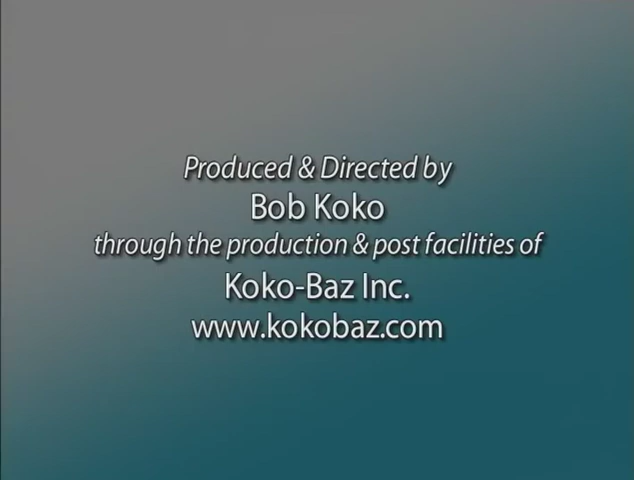 Produced & Directed by
Bob Koko
through the production & post facilities of
Koko-Baz Inc.
www.kokobaz.com